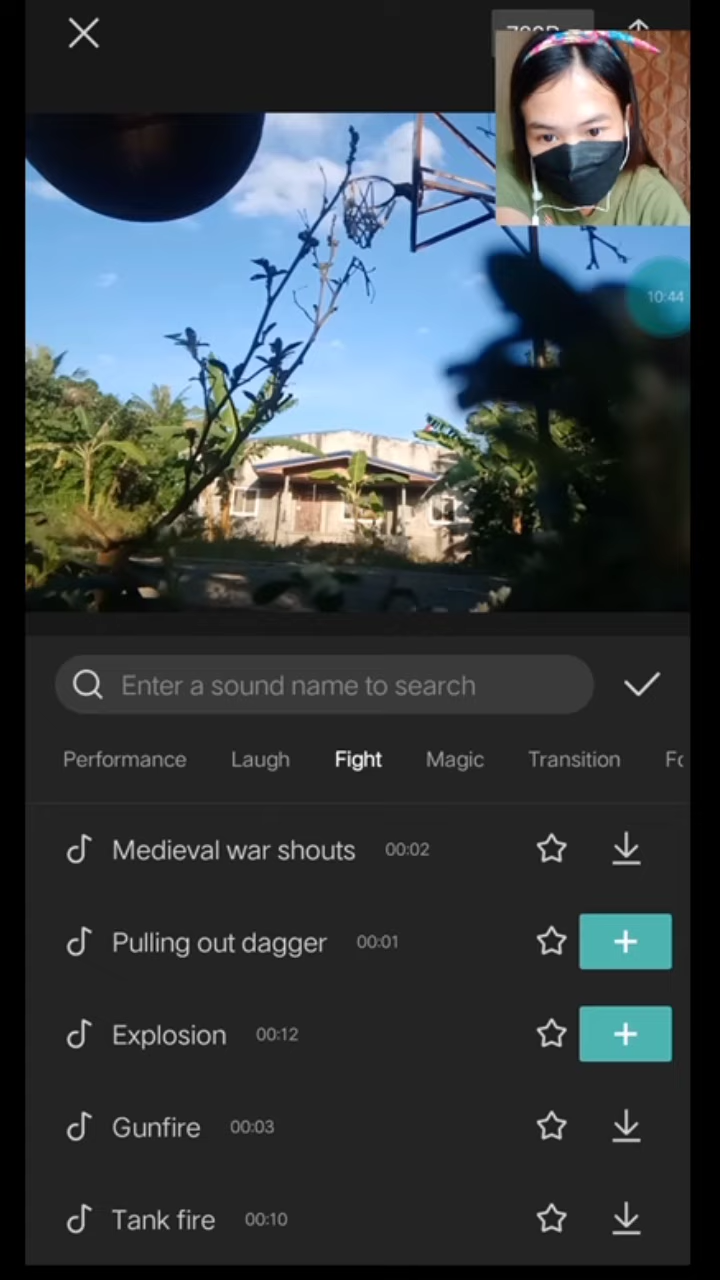 10:44
Enter a sound name to search
Performance Laugh Fight Magic Transition
Medieval war shouts 00:02
Pulling out dagger 00:01
Explosion 00:12
Gunfire 00:03
Tank fire 00:10